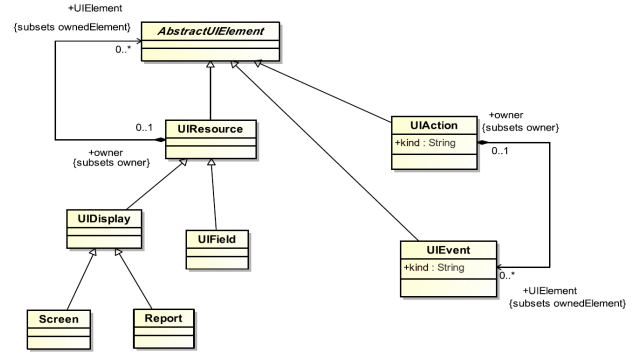 +UIElement
{subsets ownedElement}
0..*
AbstractUIElement
0..1
UIResource
+owner
{subsets owner}
UIAction
+kind : String
+owner
{subsets owner}
0..1
UIDisplay
UIField
UIEvent
+kind : String
0..*
+UIElement
{subsets ownedElement}
Screen
Report